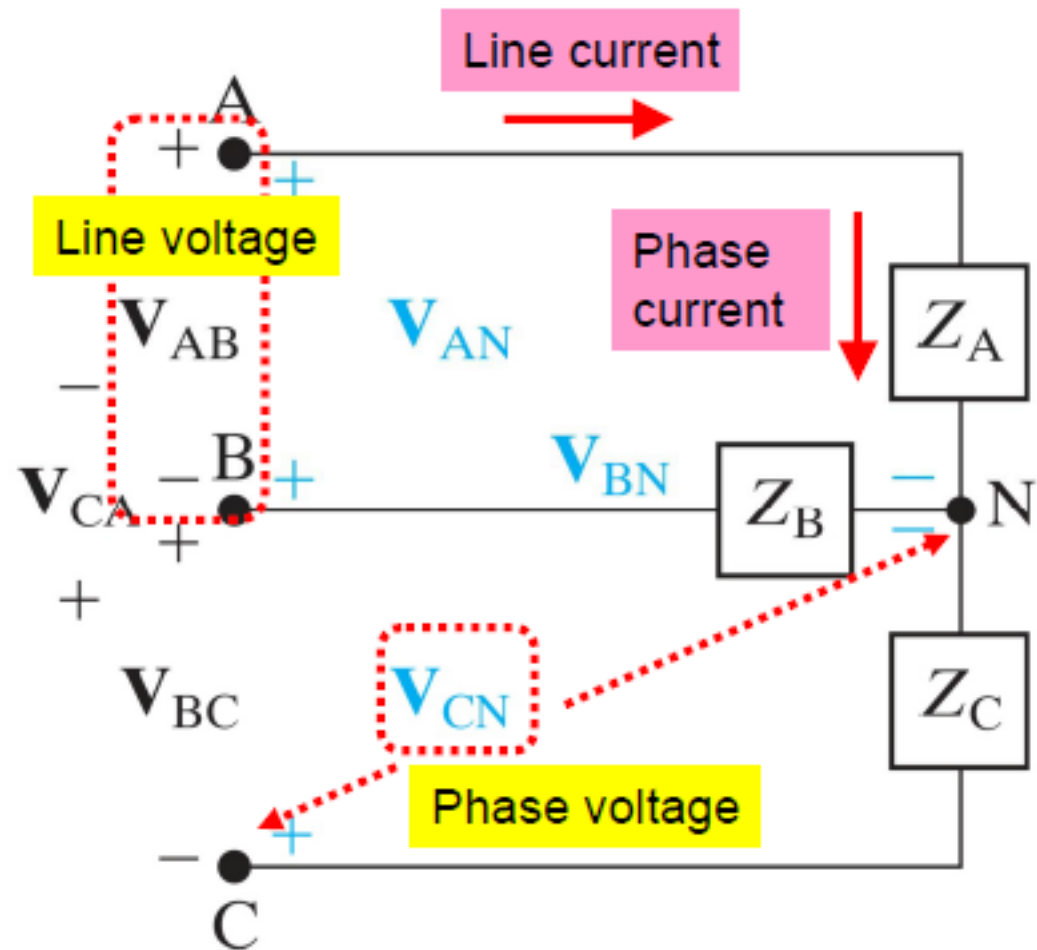 Line current
A
+
+
Line voltage
Phase
current
V_AB
V_AN
Z_A
−
B
−
+
V_BN
Z_B
−
−
N
V_CA
+
+
V_BC
V_CN
Z_C
Phase voltage
−
+
C